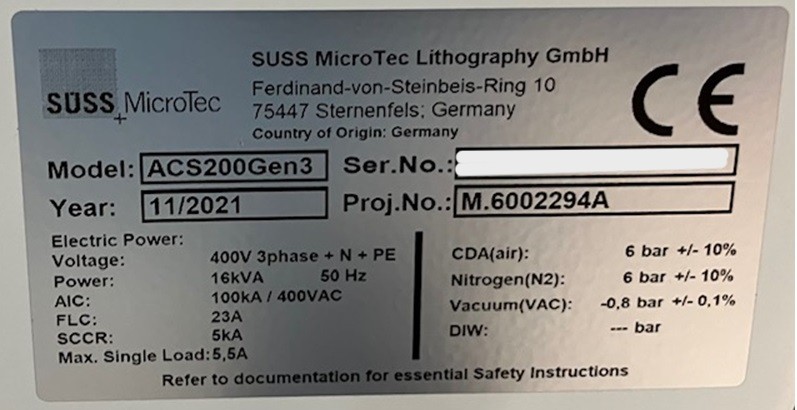 SUSS MicroTec Lithography GmbH
Ferdinand-von-Steinbeis-Ring 10
75447 Sternenfels; Germany
Country of Origin: Germany
SUSS MicroTec
CE
Model: ACS200Gen3 Ser.No.:
Year: 11/2021 Proj.No.: M.6002294A
Electric Power:
Voltage: 400V 3phase + N + PE
Power: 16kVA 50 Hz
AIC: 100kA / 400VAC
FLC: 23A
SCCR: 5kA
Max. Single Load: 5,5A
CDA(air): 6 bar +/- 10%
Nitrogen(N2): 6 bar +/- 10%
Vacuum(VAC): -0,8 bar +/- 0,1%
DIW: --- bar
Refer to documentation for essential Safety Instructions